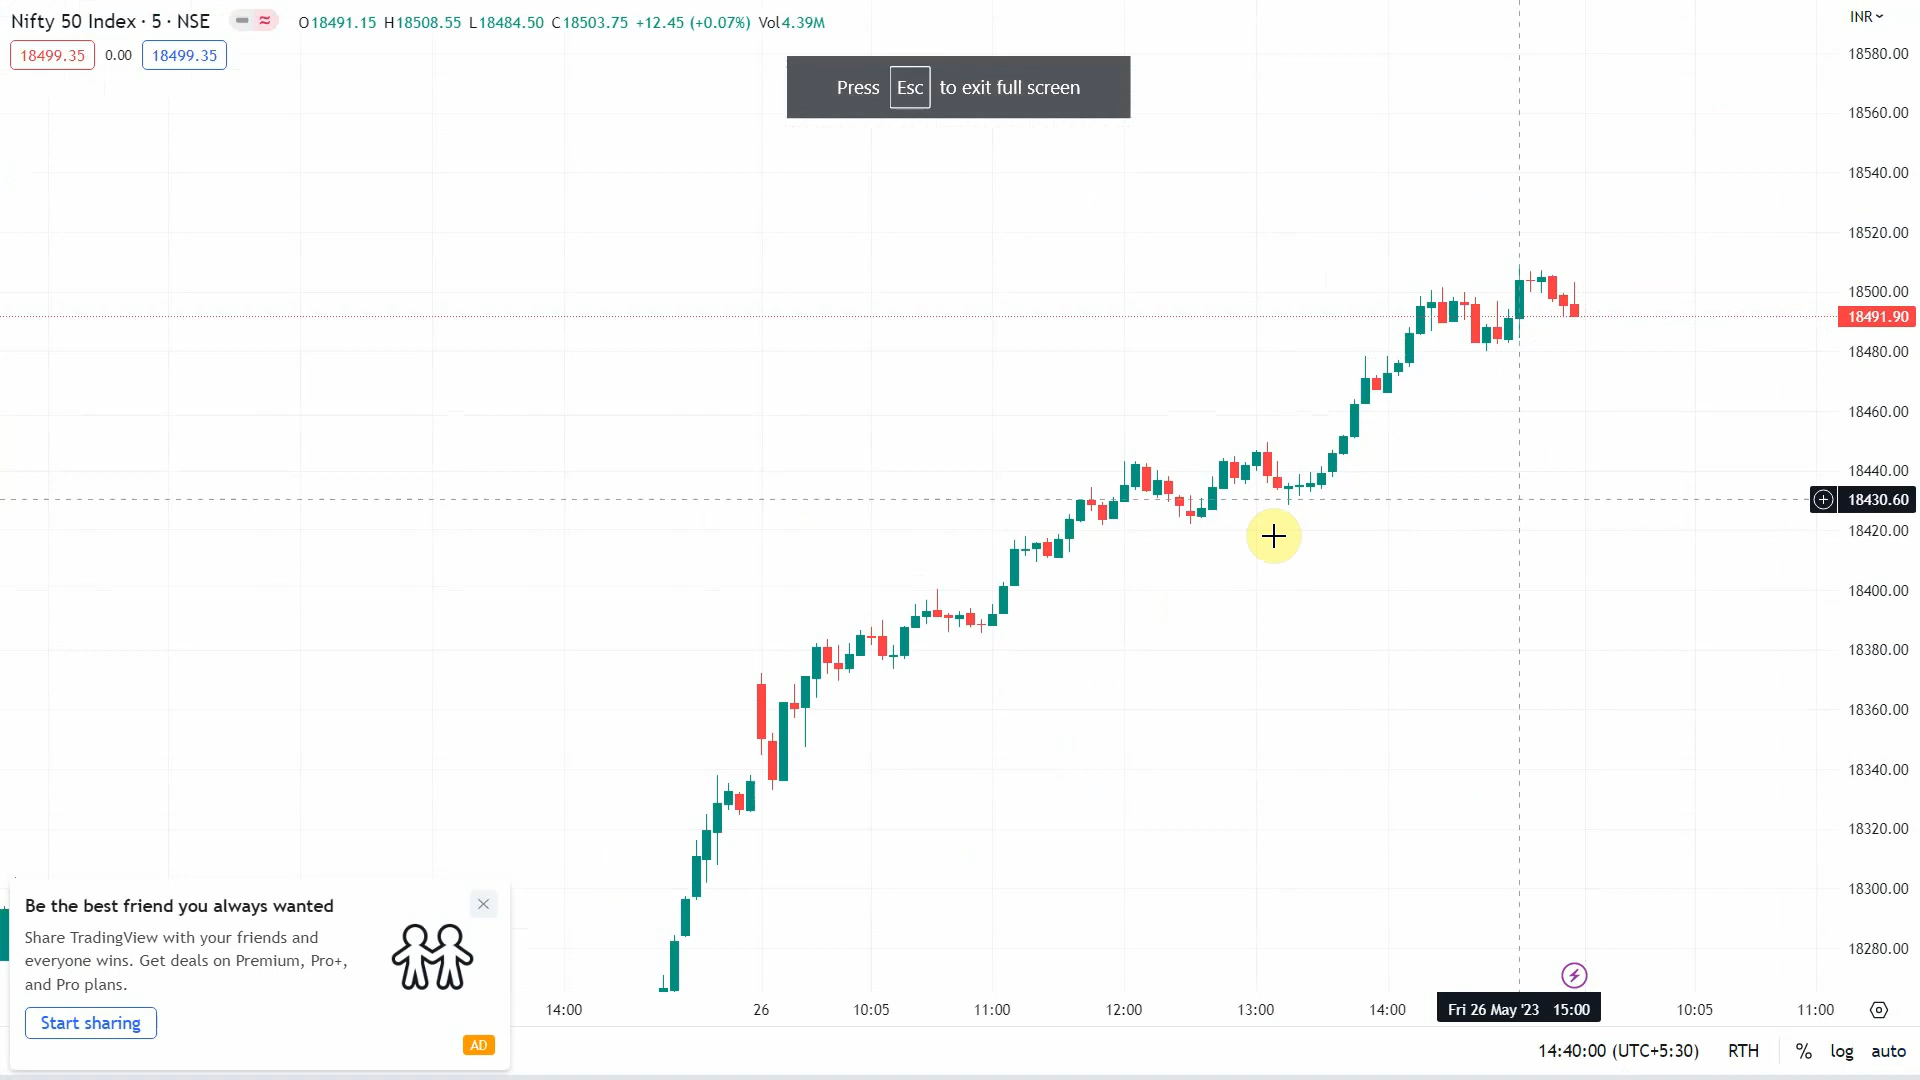 Nifty 50 Index · 5 · NSE
O18491.15 H18508.55 L18484.50 C18503.75 +12.45 (+0.07%) Vol4.39M
INR
18499.35 0.00 18499.35
Press Esc to exit full screen
18580.00
18560.00
18540.00
18520.00
18500.00
18491.90
18480.00
18460.00
18440.00
18430.60
18420.00
18400.00
18380.00
18360.00
18340.00
18320.00
18300.00
18280.00
Be the best friend you always wanted
Share TradingView with your friends and
everyone wins. Get deals on Premium, Pro+,
and Pro plans.
Start sharing
AD
14:00 26 10:05 11:00 12:00 13:00 14:00 Fri 26 May '23 15:00 10:05 11:00
14:40:00 (UTC+5:30) RTH % log auto